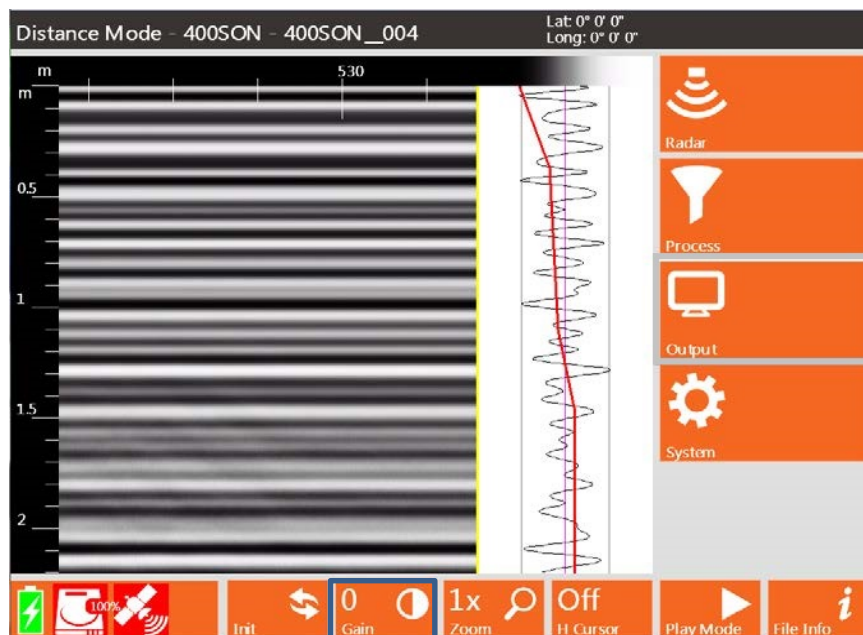 Distance Mode - 400SON - 400SON__004
Lat: 0° 0' 0"
Long: 0° 0' 0"
m
530
m
0.5
1
1.5
2
Radar
Process
Output
System
100%
Init
0
Gain
1x
Zoom
Off
H Cursor
Play Mode
i
File Info